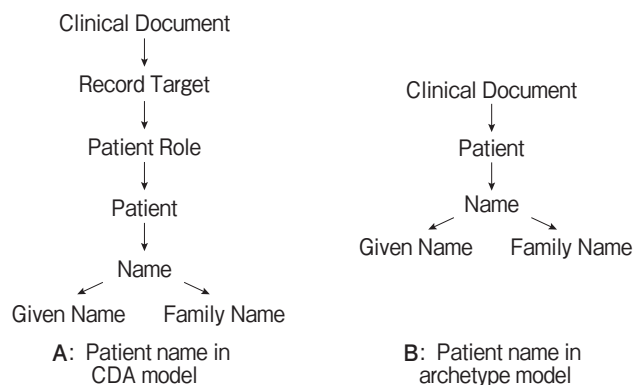 Clinical Document
Record Target
Patient Role
Patient
Name
Given Name Family Name
A: Patient name in
CDA model
Clinical Document
Patient
Name
Given Name Family Name
B: Patient name in
archetype model